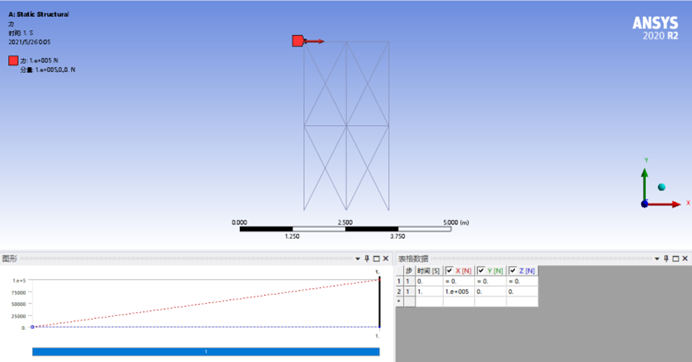 A: Static Structural
力
时间: 1. s
2021/5/26 0:05
力: 1.e+005 N
分量: 1.e+005,0.,0. N
ANSYS
2020 R2
Y
X
0.000
2.500
5.000 (m)
1.250
3.750
图形
1.
1.e+5
75000
50000
25000
0.
1.
1
表格数据
步 时间 [s] X [N] Y [N] Z [N]
1 1 0. = 0. = 0. = 0.
2 1 1. 1.e+005 0. 0.
*